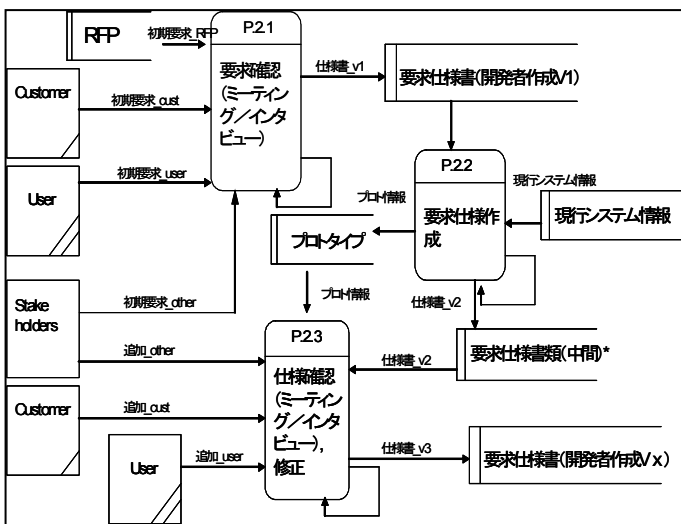 RFP
初期要求_RFP
P.2.1
要求確認
(ミーティン
グ／インタ
ビュー)
仕様書_v1
要求仕様書(開発者作成V1)
Customer
初期要求_cust
User
初期要求_user
P.2.2
要求仕様作
成
プロト情報
現行システム情報
現行システム情報
プロトタイプ
プロト情報
仕様書_v2
Stake
holders
初期要求_other
追加_other
P.2.3
仕様確認
(ミーティン
グ／インタ
ビュー),
修正
仕様書_v2
要求仕様書類(中間)*
Customer
追加_cust
User
追加_user
仕様書_v3
要求仕様書(開発者作成Vx)